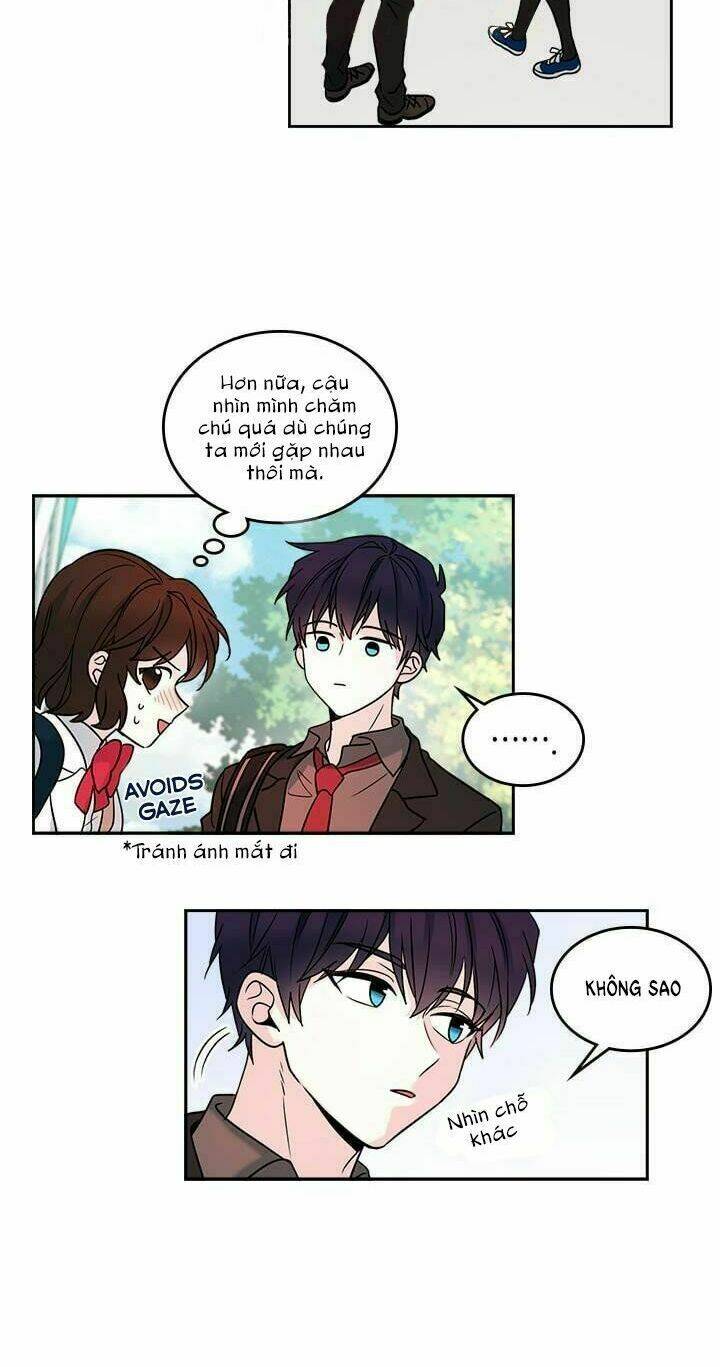 Hơn nữa, cậu
nhìn mình chăm
chú quá dù chúng
ta mới gặp nhau
thôi mà.
.......
AVOIDS
GAZE
*Tránh ánh mắt đi
KHÔNG SAO
Nhìn chỗ
khác